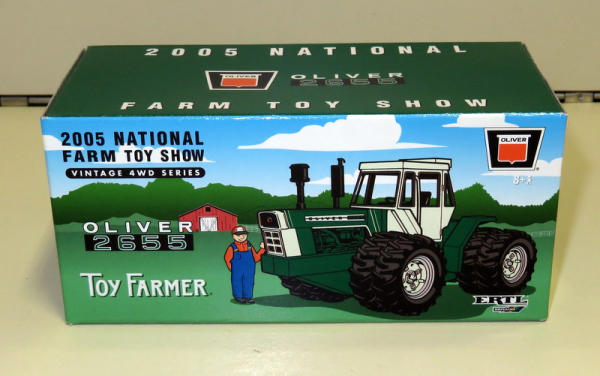 2005 NATIONAL
OLIVER
OLIVER
2655
FARM TOY SHOW
2005 NATIONAL
FARM TOY SHOW
VINTAGE 4WD SERIES
OLIVER
8+
OLIVER
2655
OLIVER
TOY FARMER
ERTL